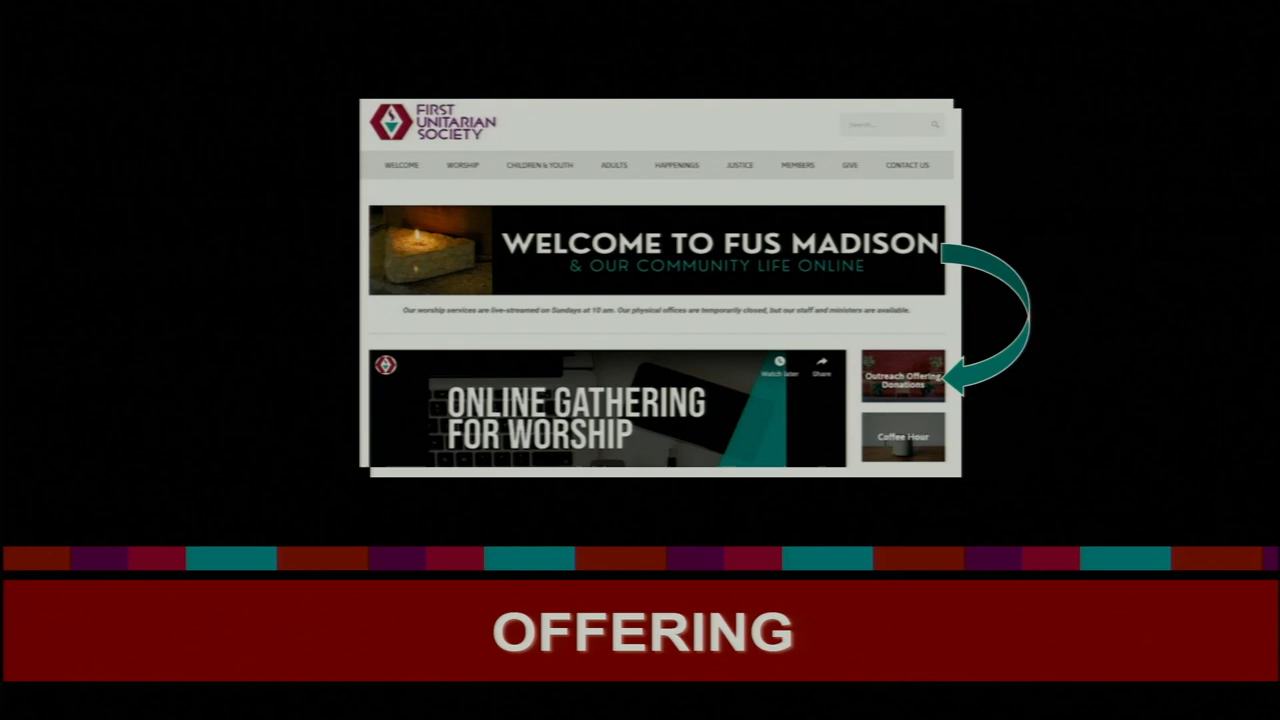 FIRST
UNITARIAN
SOCIETY
Search...
WELCOME WORSHIP CHILDREN & YOUTH ADULTS HAPPENINGS JUSTICE MEMBERS GIVE CONTACT US
WELCOME TO FUS MADISON
& OUR COMMUNITY LIFE ONLINE
Our worship services are live-streamed on Sundays at 10 am. Our physical offices are temporarily closed, but our staff and ministers are available.
Watch later Share
ONLINE GATHERING
FOR WORSHIP
Outreach Offering
Donations
Coffee Hour
OFFERING